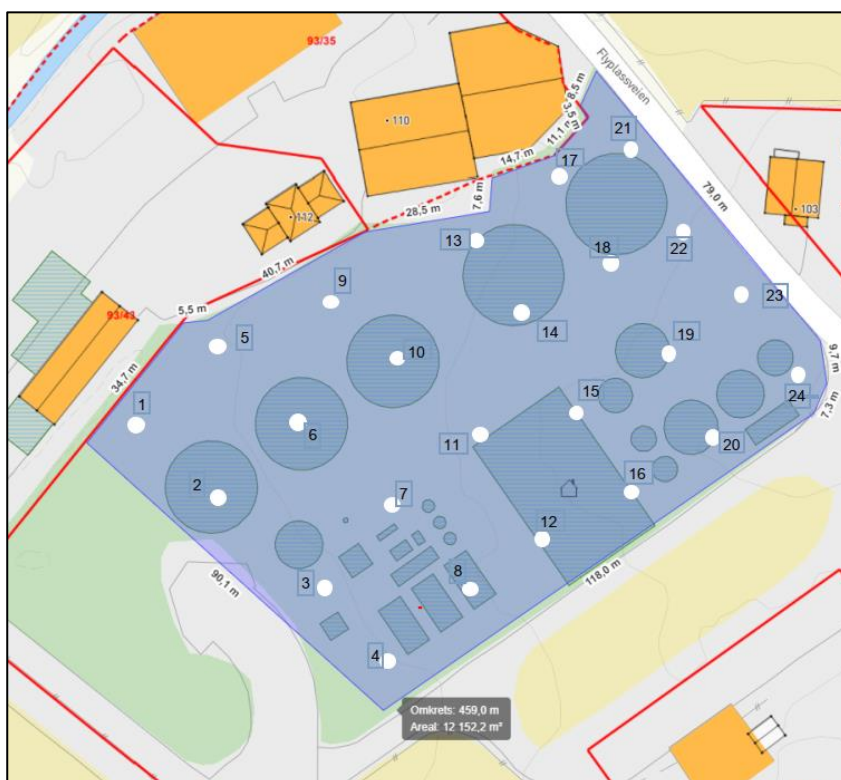 93/35
Flyplassveien
110
8,5 m
3,5 m
11,1 m
14,7 m
21
17
79,0 m
112
28,5 m
7,6 m
103
13
18
22
40,7 m
9
23
5,5 m
14
93/43
5
10
19
9,7 m
34,7 m
15
24
7,3 m
1
6
11
20
2
7
16
12
3
8
90,1 m
118,0 m
4
Omkrets: 459,0 m
Areal: 12 152,2 m²